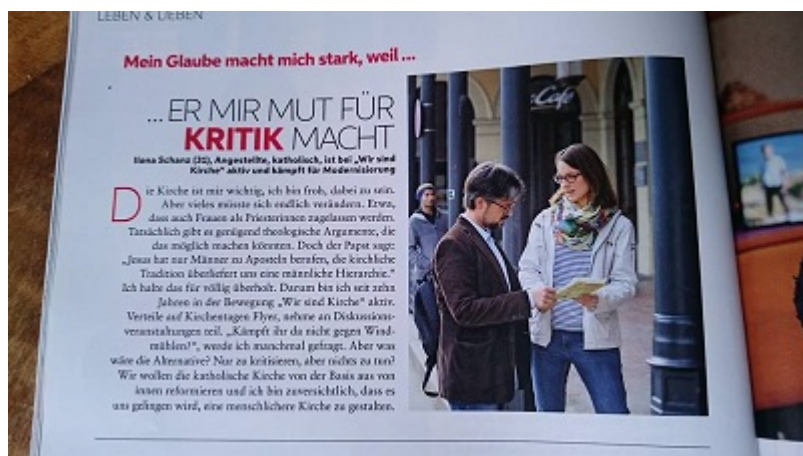 LEBEN & LIEBEN
Mein Glaube macht mich stark, weil ...
... ER MIR MUT FÜR
KRITIK MACHT
Ilona Schanz (32), Angestellte, katholisch, ist bei „Wir sind
Kirche“ aktiv und kämpft für Modernisierung
Die Kirche ist mir wichtig, ich bin froh, dabei zu sein.
Aber vieles müsste sich endlich verändern. Etwa,
dass auch Frauen als Priesterinnen zugelassen werden.
Tatsächlich gibt es genügend theologische Argumente, die
das möglich machen könnten. Doch der Papst sagt:
„Jesus hat nur Männer zu Aposteln berufen, die kirchliche
Tradition überliefert uns eine männliche Hierarchie.“
Ich halte das für völlig überholt. Darum bin ich seit zehn
Jahren in der Bewegung „Wir sind Kirche“ aktiv.
Verteile auf Kirchentagen Flyer, nehme an Diskussions-
veranstaltungen teil. „Kämpft ihr da nicht gegen Wind-
mühlen?“, werde ich manchmal gefragt. Aber was
wäre die Alternative? Nur zu kritisieren, aber nichts zu tun?
Wir wollen die katholische Kirche von der Basis aus von
innen reformieren und ich bin zuversichtlich, dass es
uns gelingen wird, eine menschlichere Kirche zu gestalten.
Café